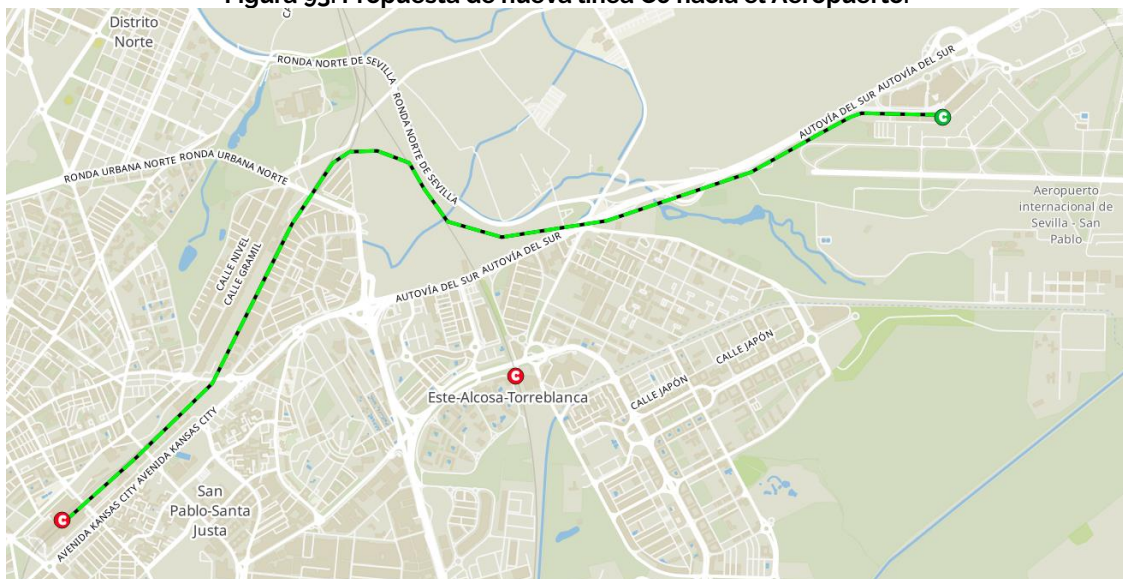 Figura 93. Propuesta de nueva línea C6 hacia el Aeropuerto.
Distrito
Norte
RONDA NORTE DE SEVILLA
RONDA NORTE DE SEVILLA
AUTOVÍA DEL SUR AUTOVÍA DEL SUR
C
RONDA URBANA NORTE RONDA URBANA NORTE
Aeropuerto
internacional de
Sevilla - San
Pablo
CALLE NIVEL
CALLE GRAMIL
AUTOVÍA DEL SUR AUTOVÍA DEL SUR
CALLE JAPÓN
C
Este-Alcosa-Torreblanca
CALLE JAPÓN
AVENIDA KANSAS CITY AVENIDA KANSAS CITY
San
Pablo-Santa
Justa
C